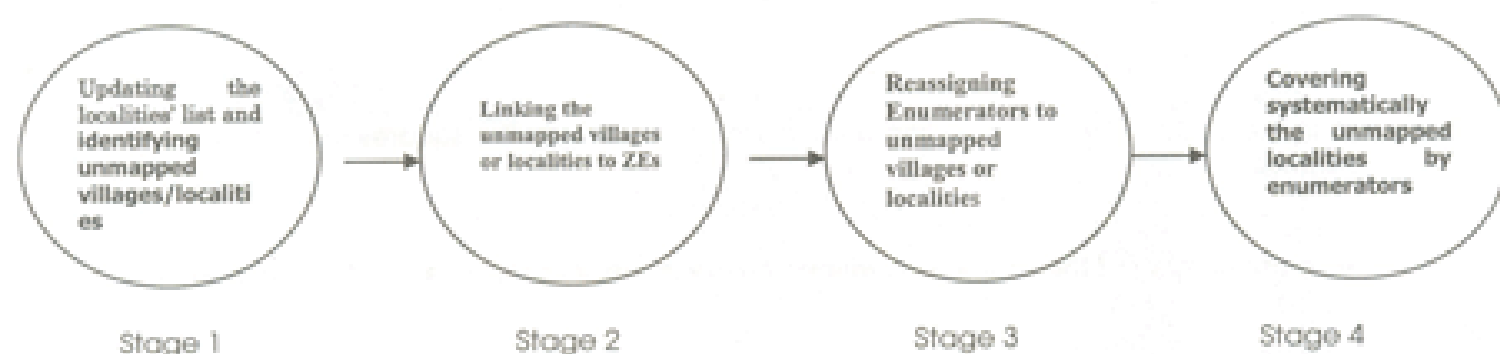 Updating the
localities' list and
identifying
unmapped
villages/localiti
es
Linking the
unmapped villages
or localities to ZEs
Reassigning
Enumerators to
unmapped
villages or
localities
Covering
systematically
the unmapped
localities by
enumerators
Stage 1
Stage 2
Stage 3
Stage 4